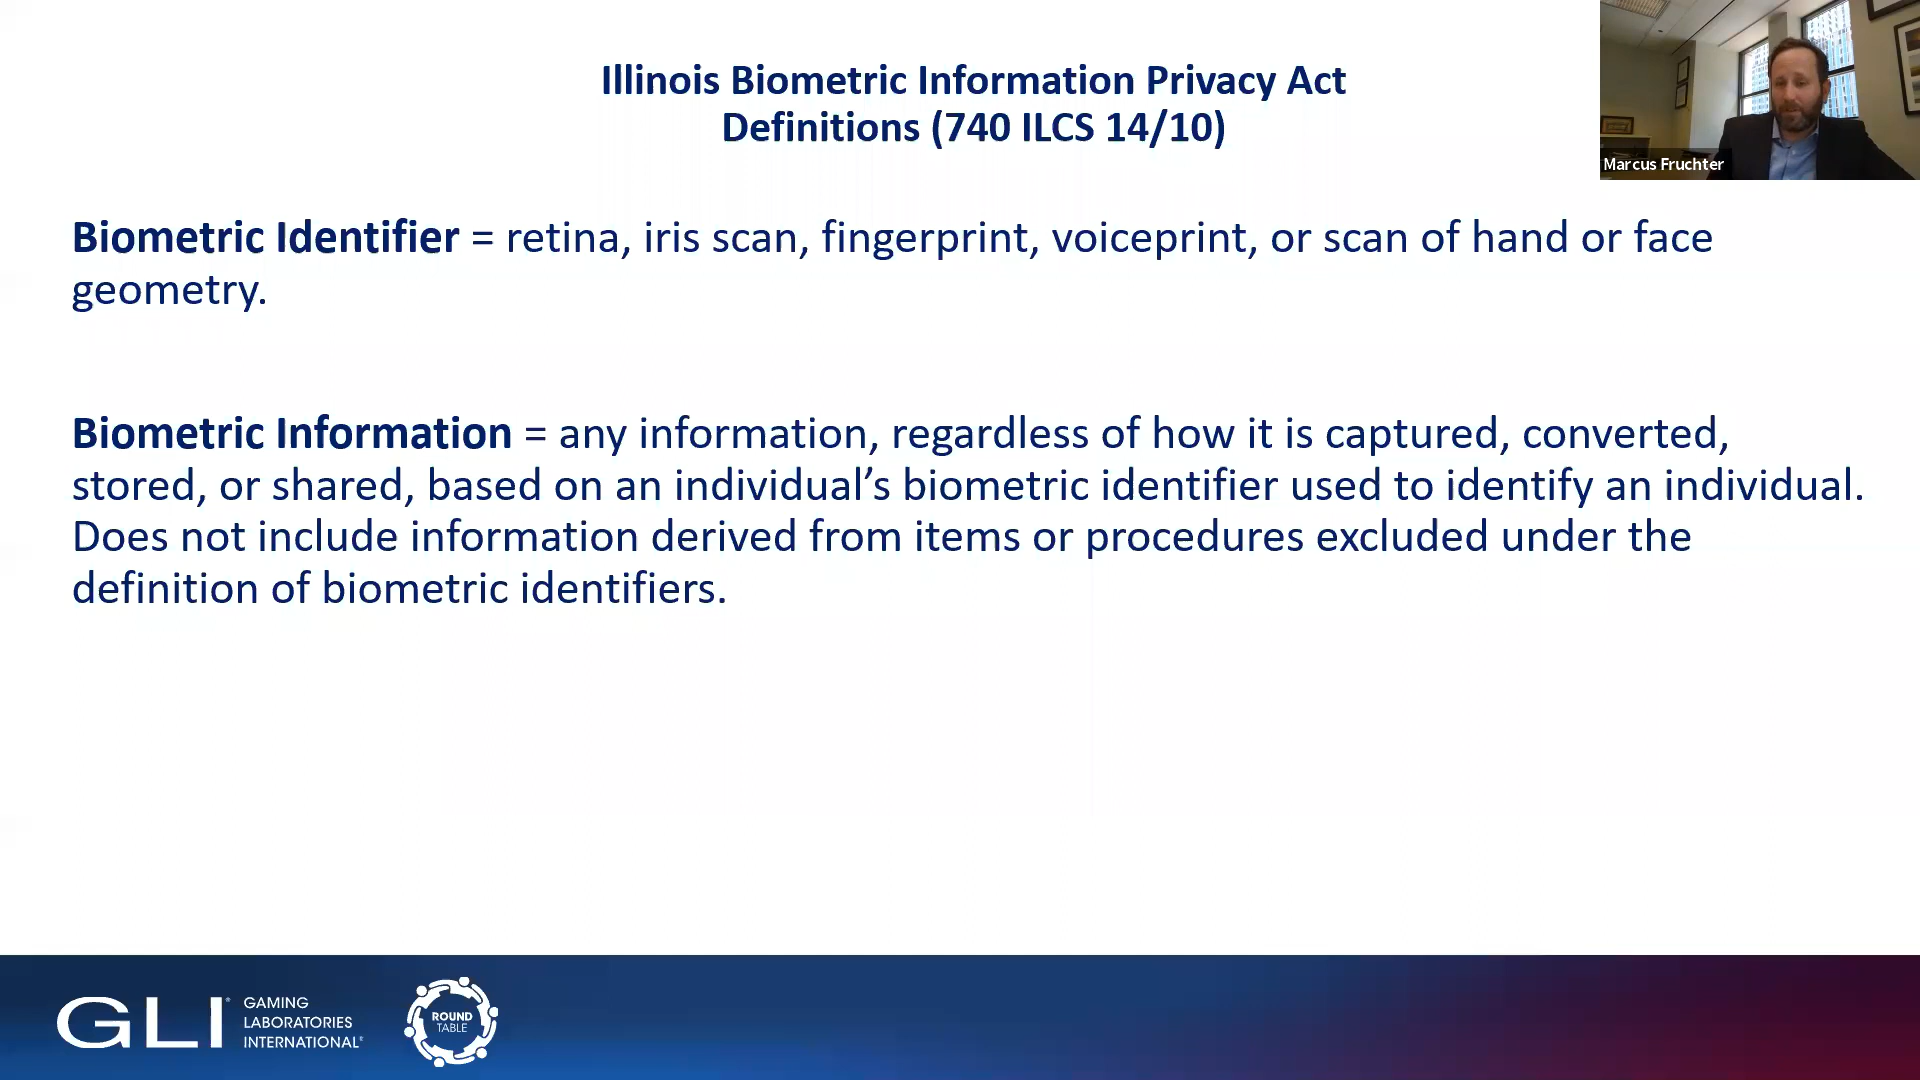 Illinois Biometric Information Privacy Act
Definitions (740 ILCS 14/10)
Marcus Fruchter
Biometric Identifier = retina, iris scan, fingerprint, voiceprint, or scan of hand or face
geometry.
Biometric Information = any information, regardless of how it is captured, converted,
stored, or shared, based on an individual’s biometric identifier used to identify an individual.
Does not include information derived from items or procedures excluded under the
definition of biometric identifiers.
GLI®
GAMING
LABORATORIES
INTERNATIONAL®
ROUND
TABLE